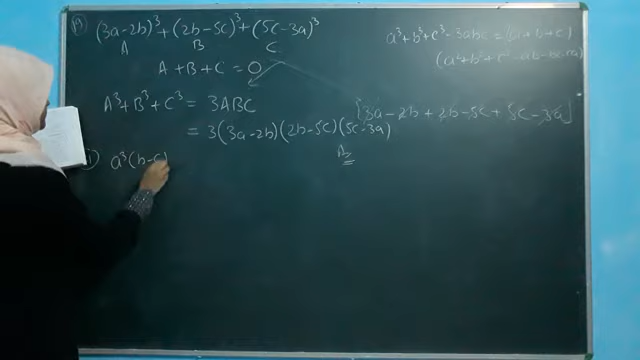 (3a-2b)³ + (2b-5c)³ + (5c-3a)³
A B C
a³+b³+c³-3abc = (a+b+c)
(a²+b²+c²-ab-bc-ca)
A+B+C = 0
A³+B³+C³ = 3ABC
[3a-2b+2b-5c+5c-3a]
= 3(3a-2b)(2b-5c)(5c-3a)
i) a³(b-c)